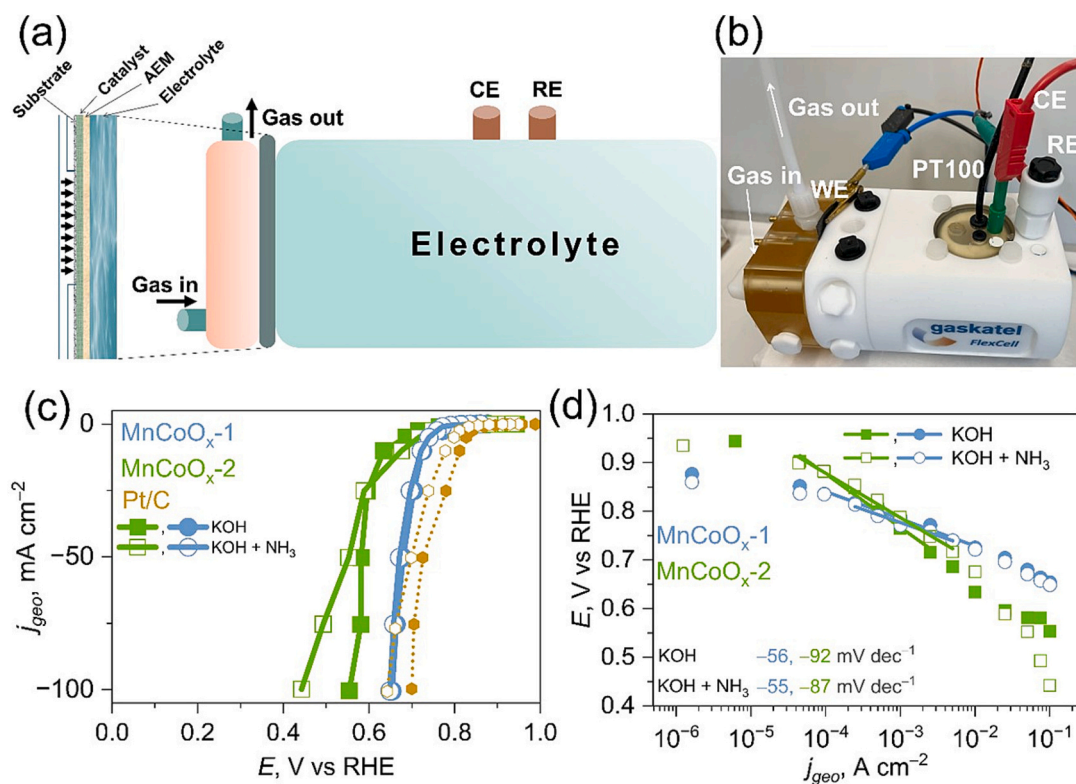 (a)
Substrate
Catalyst
AEM
Electrolyte
Gas out
CE
RE
Gas in
Electrolyte
(b)
Gas out
CE
RE
PT100
WE
Gas in
gaskatel
FlexCell
(c)
0
−50
−100
j_geo, mA cm⁻²
MnCoOₓ-1
MnCoOₓ-2
Pt/C
, KOH
, KOH + NH₃
0.0 0.2 0.4 0.6 0.8 1.0
E, V vs RHE
(d)
1.0
0.9
0.8
0.7
0.6
0.5
0.4
E, V vs RHE
, KOH
, KOH + NH₃
MnCoOₓ-1
MnCoOₓ-2
KOH −56, −92 mV dec⁻¹
KOH + NH₃ −55, −87 mV dec⁻¹
10⁻⁶ 10⁻⁵ 10⁻⁴ 10⁻³ 10⁻² 10⁻¹
j_geo, A cm⁻²